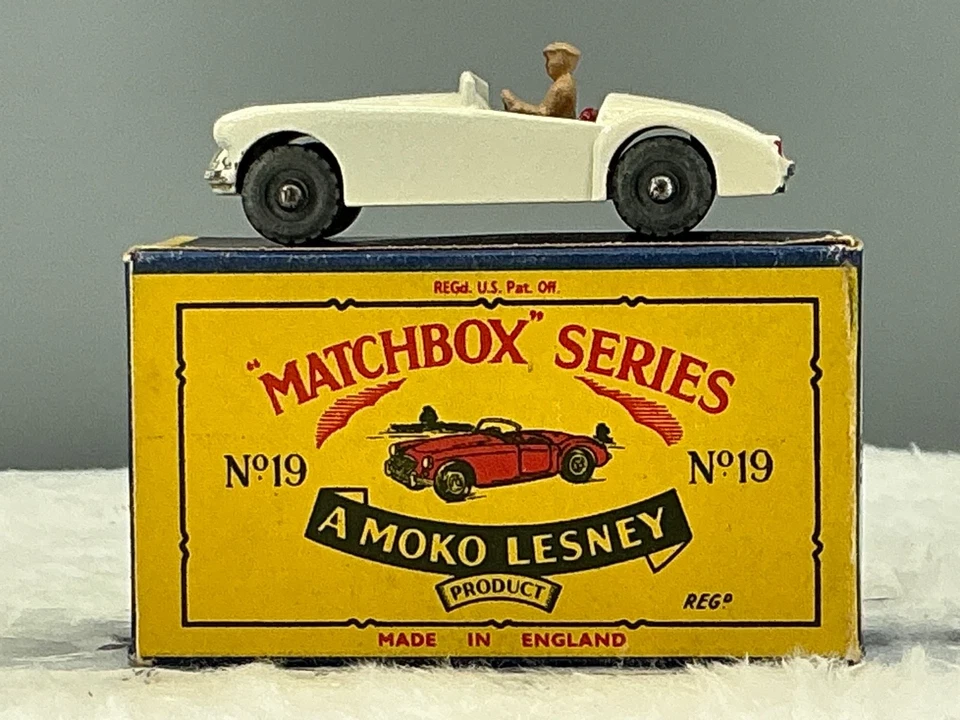 REGd. U.S. Pat. Off.
"MATCHBOX" SERIES
Nº19 Nº19
A MOKO LESNEY
PRODUCT
REGᴰ
MADE IN ENGLAND